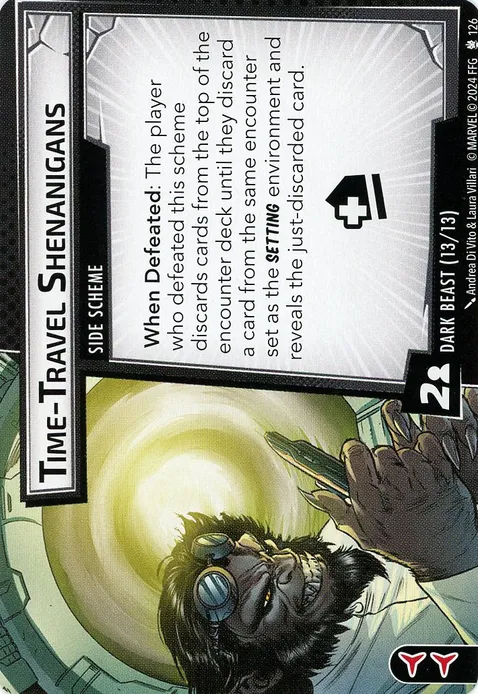 TIME-TRAVEL SHENANIGANS
SIDE SCHEME
When Defeated: The player
who defeated this scheme
discards cards from the top of the
encounter deck until they discard
a card from the same encounter
set as the SETTING environment and
reveals the just-discarded card.
2
DARK BEAST (13/13)
Andrea Di Vito & Laura Villari © MARVEL © 2024 FFG 126